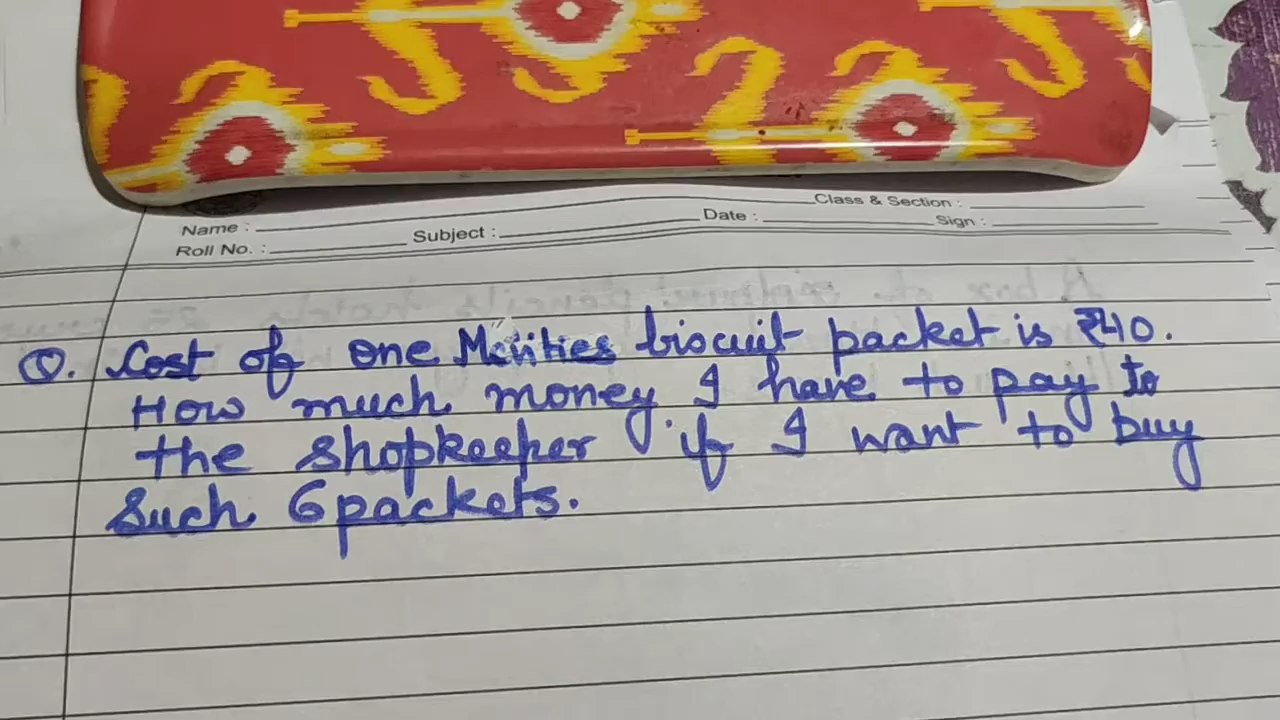 Class & Section :
Name :
Date :
Sign :
Roll No. :
Subject :
Q. Cost of one Mcvities biscuit packet is ₹40.
How much money I have to pay to
the shopkeeper if I want to buy
such 6 packets.